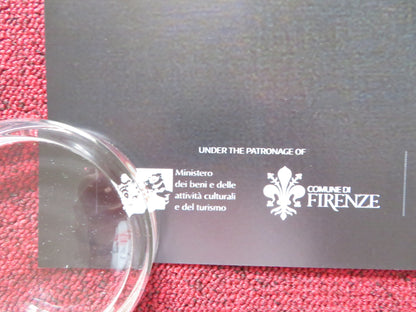 UNDER THE PATRONAGE OF
Ministero
dei beni e delle
attività culturali
e del turismo
COMUNE DI
FIRENZE